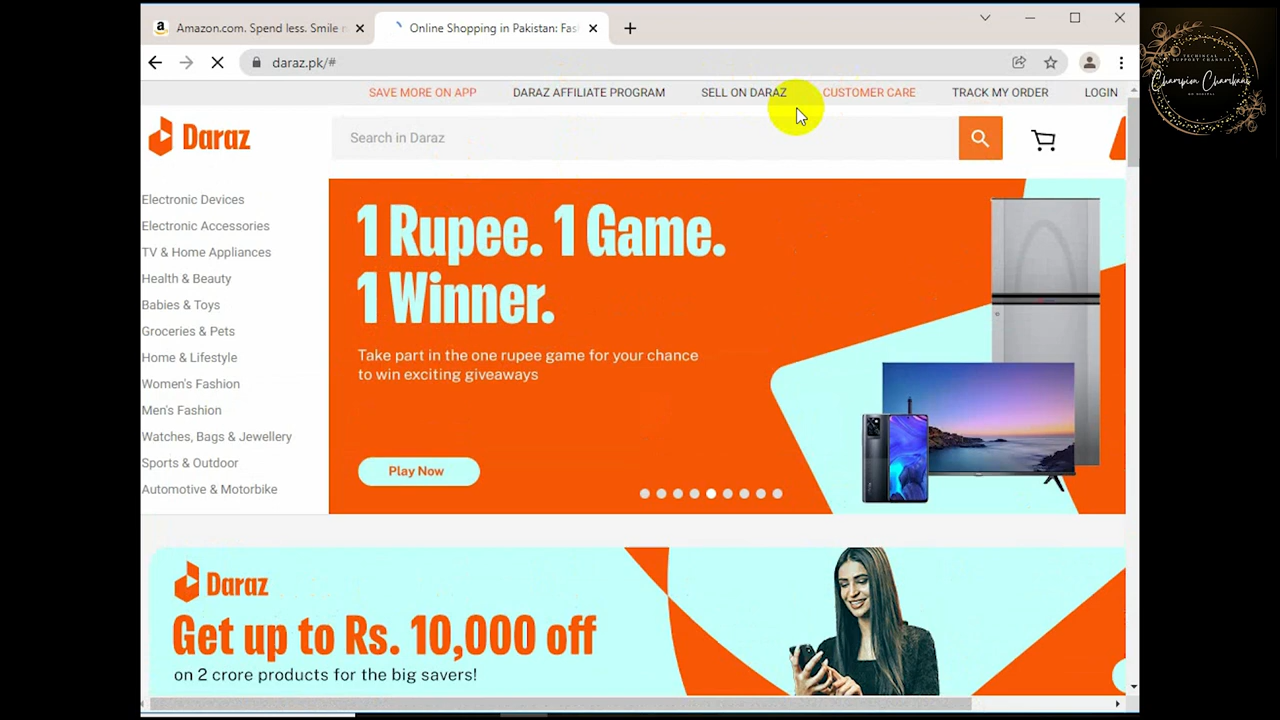 Amazon.com. Spend less. Smile
Online Shopping in Pakistan: Fas
daraz.pk/#
SAVE MORE ON APP DARAZ AFFILIATE PROGRAM SELL ON DARAZ CUSTOMER CARE TRACK MY ORDER LOGIN
Daraz
Search in Daraz
Electronic Devices
Electronic Accessories
TV & Home Appliances
Health & Beauty
Babies & Toys
Groceries & Pets
Home & Lifestyle
Women's Fashion
Men's Fashion
Watches, Bags & Jewellery
Sports & Outdoor
Automotive & Motorbike
1 Rupee. 1 Game.
1 Winner.
Take part in the one rupee game for your chance
to win exciting giveaways
Play Now
Daraz
Get up to Rs. 10,000 off
on 2 crore products for the big savers!
TECHNICAL
SUPPORT CHANNEL
Champion